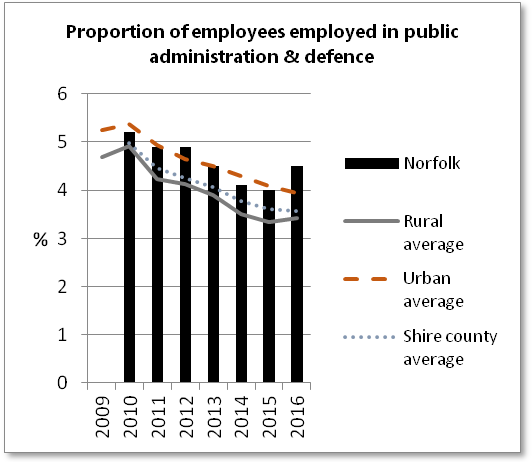 Proportion of employees employed in public
administration & defence
6
5
4
3
2
1
0
%
2009
2010
2011
2012
2013
2014
2015
2016
Norfolk
Rural
average
Urban
average
Shire county
average